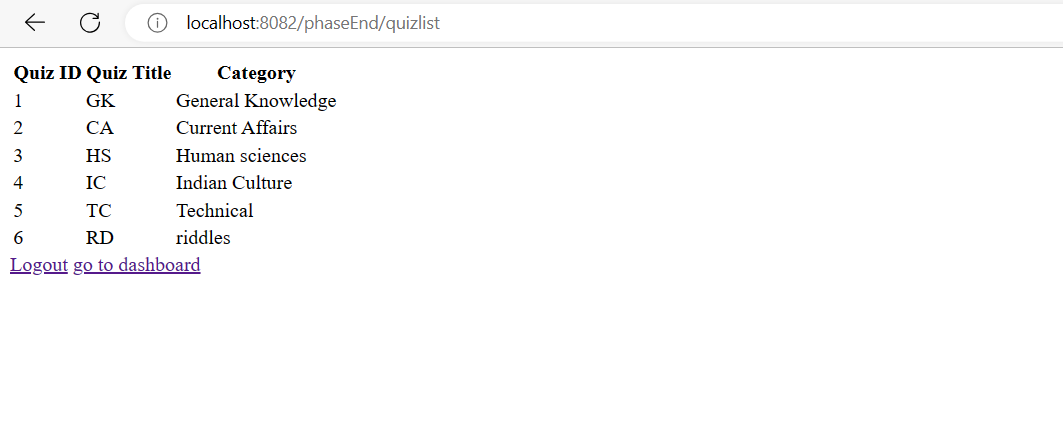 localhost:8082/phaseEnd/quizlist
Quiz ID Quiz Title Category
1 GK General Knowledge
2 CA Current Affairs
3 HS Human sciences
4 IC Indian Culture
5 TC Technical
6 RD riddles
Logout go to dashboard